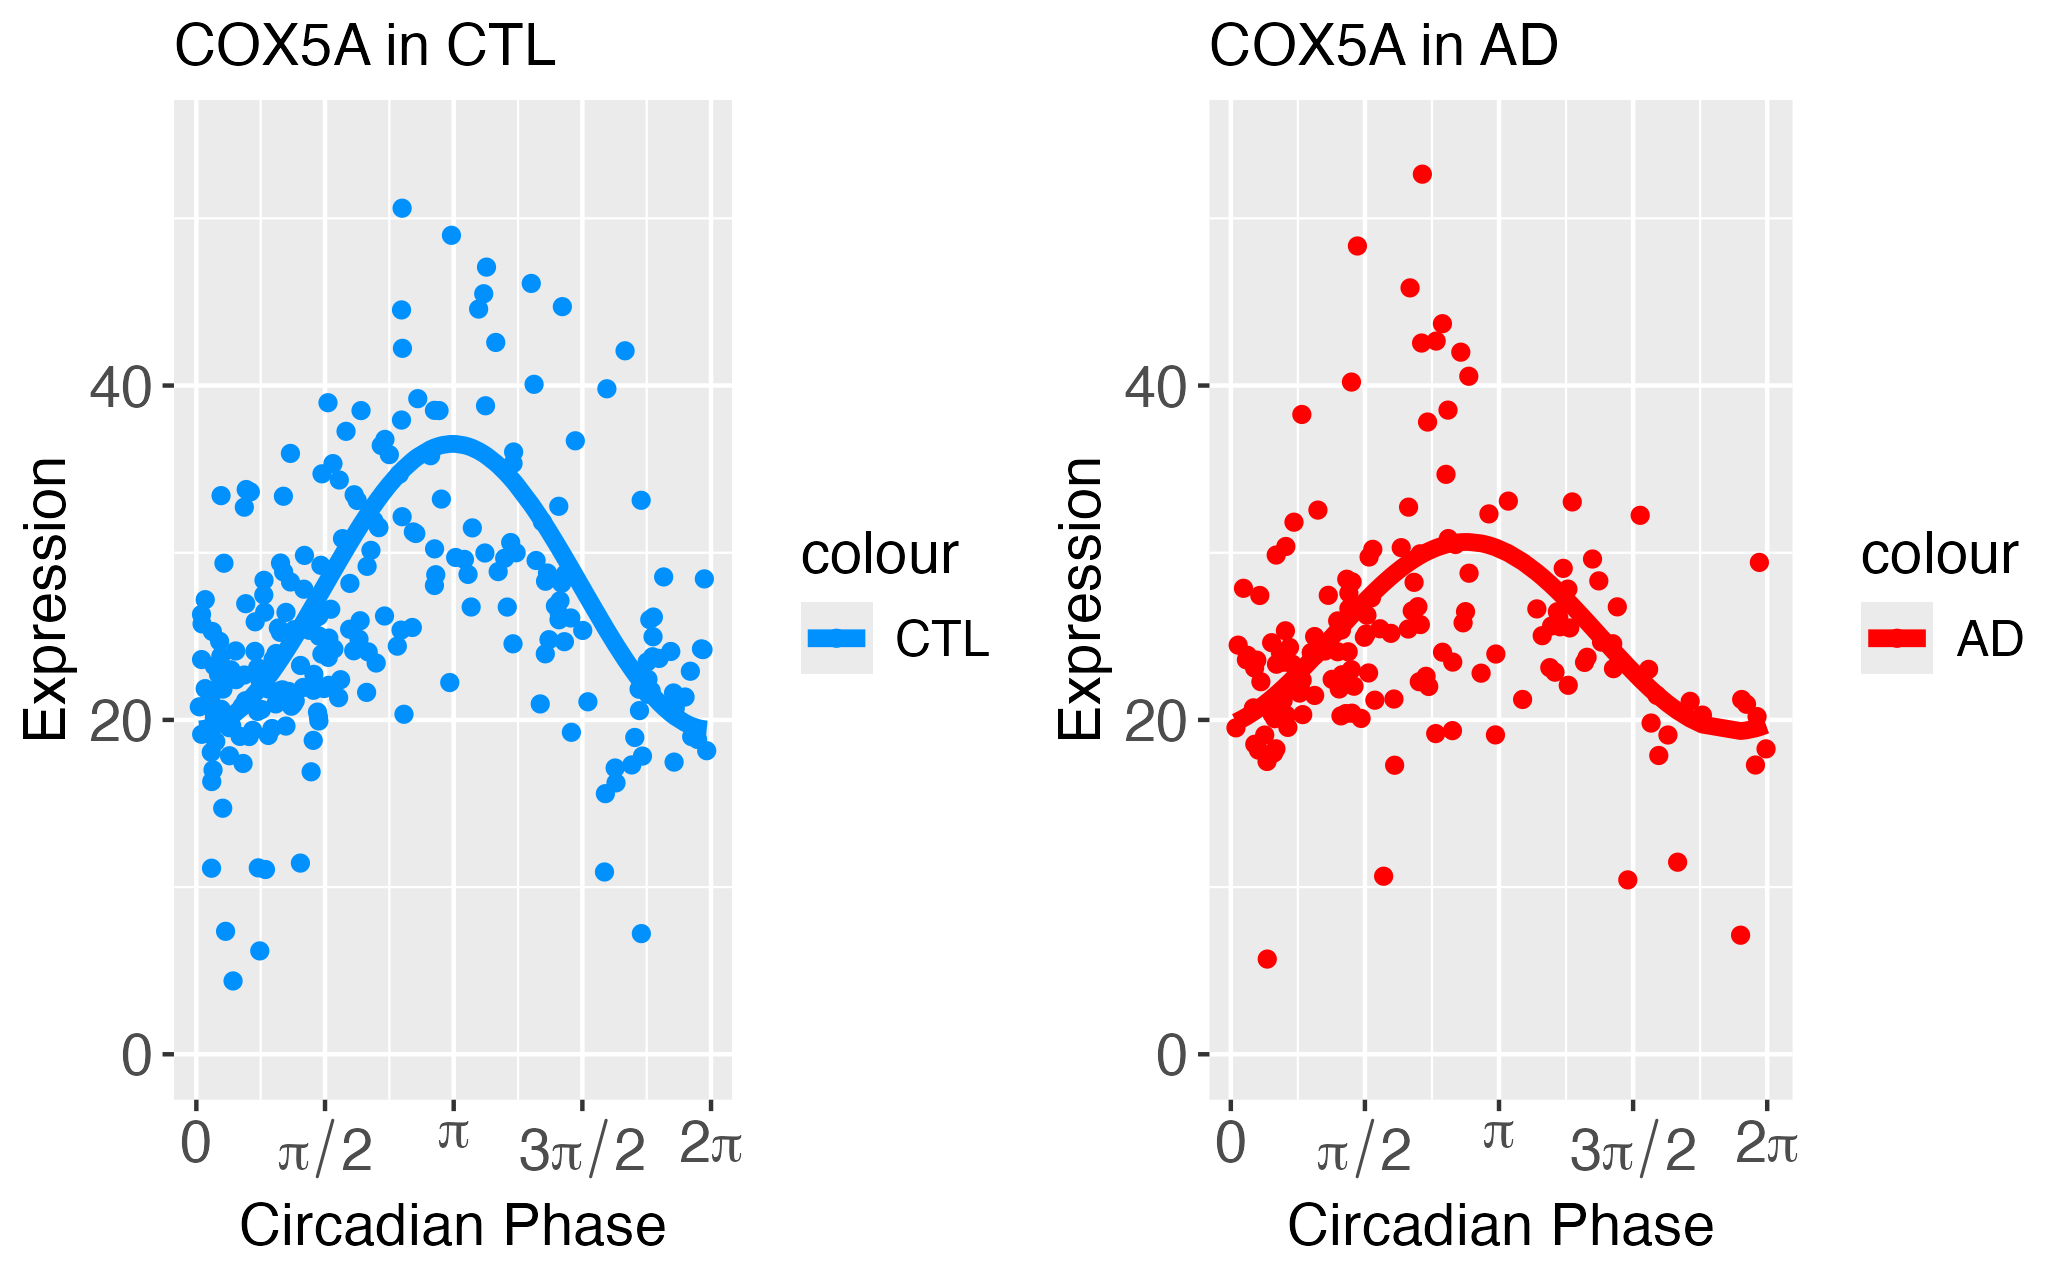 COX5A in CTL
Expression
40
20
0
0
π/2
π
3π/2
2π
Circadian Phase
colour
CTL
COX5A in AD
Expression
40
20
0
0
π/2
π
3π/2
2π
Circadian Phase
colour
AD